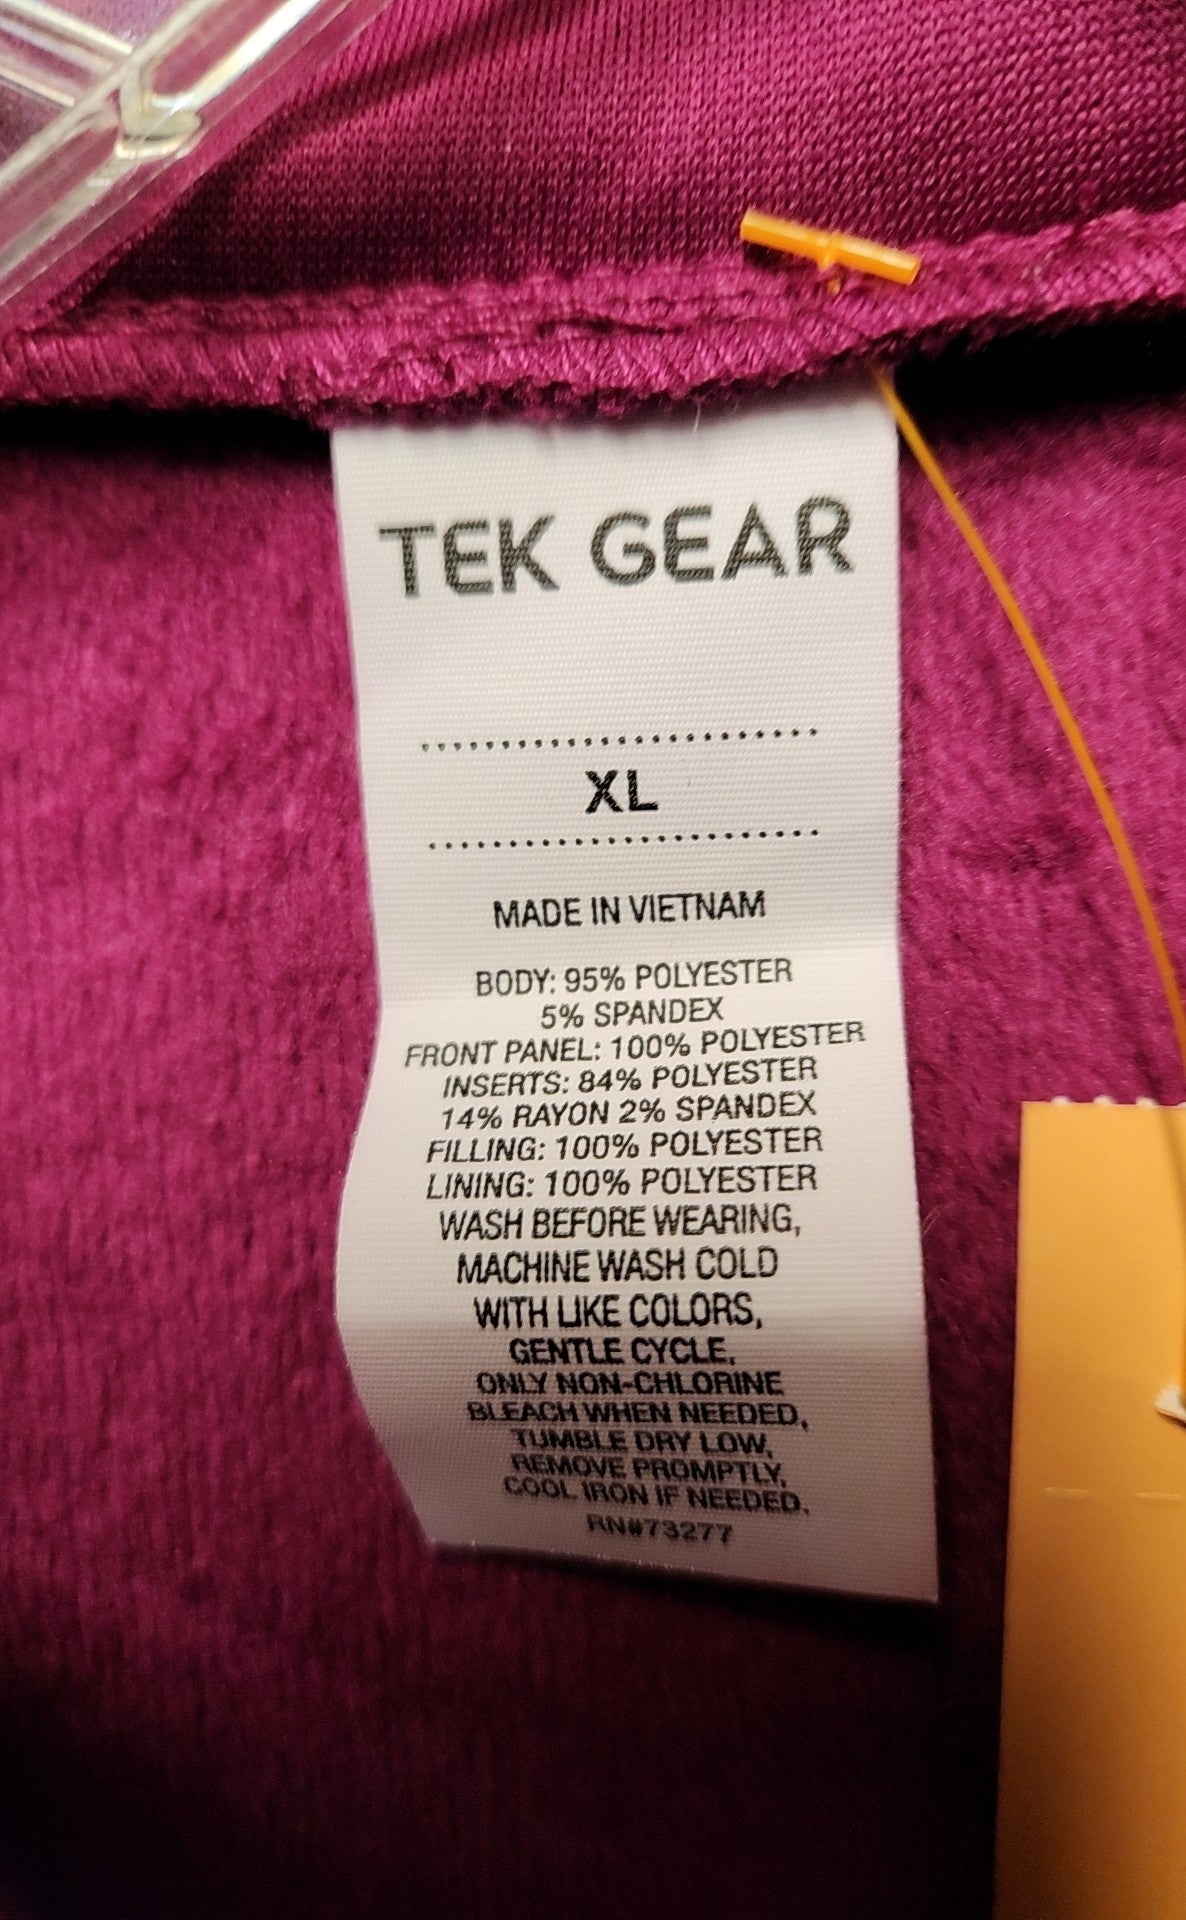 TEK GEAR
XL
MADE IN VIETNAM
BODY: 95% POLYESTER
5% SPANDEX
FRONT PANEL: 100% POLYESTER
INSERTS: 84% POLYESTER
14% RAYON 2% SPANDEX
FILLING: 100% POLYESTER
LINING: 100% POLYESTER
WASH BEFORE WEARING,
MACHINE WASH COLD
WITH LIKE COLORS,
GENTLE CYCLE,
ONLY NON-CHLORINE
BLEACH WHEN NEEDED,
TUMBLE DRY LOW,
REMOVE PROMPTLY,
COOL IRON IF NEEDED.
RN#73277